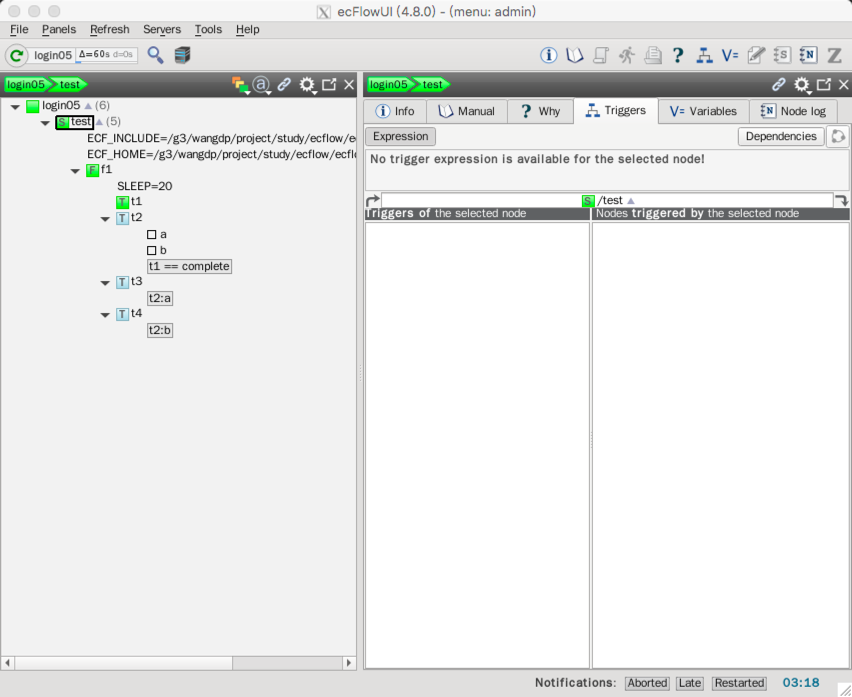 ecFlowUI (4.8.0) - (menu: admin)
File Panels Refresh Servers Tools Help
login05 Δ=60s d=0s
login05 test
login05 (6)
test (5)
ECF_INCLUDE=/g3/wangdp/project/study/ecflow/e
ECF_HOME=/g3/wangdp/project/study/ecflow/ecfl
F f1
SLEEP=20
T t1
T t2
a
b
t1 == complete
T t3
t2:a
T t4
t2:b
login05 test
Info Manual Why Triggers V= Variables Node log
Expression Dependencies
No trigger expression is available for the selected node!
S /test
Triggers of the selected node Nodes triggered by the selected node
Notifications: Aborted Late Restarted 03:18